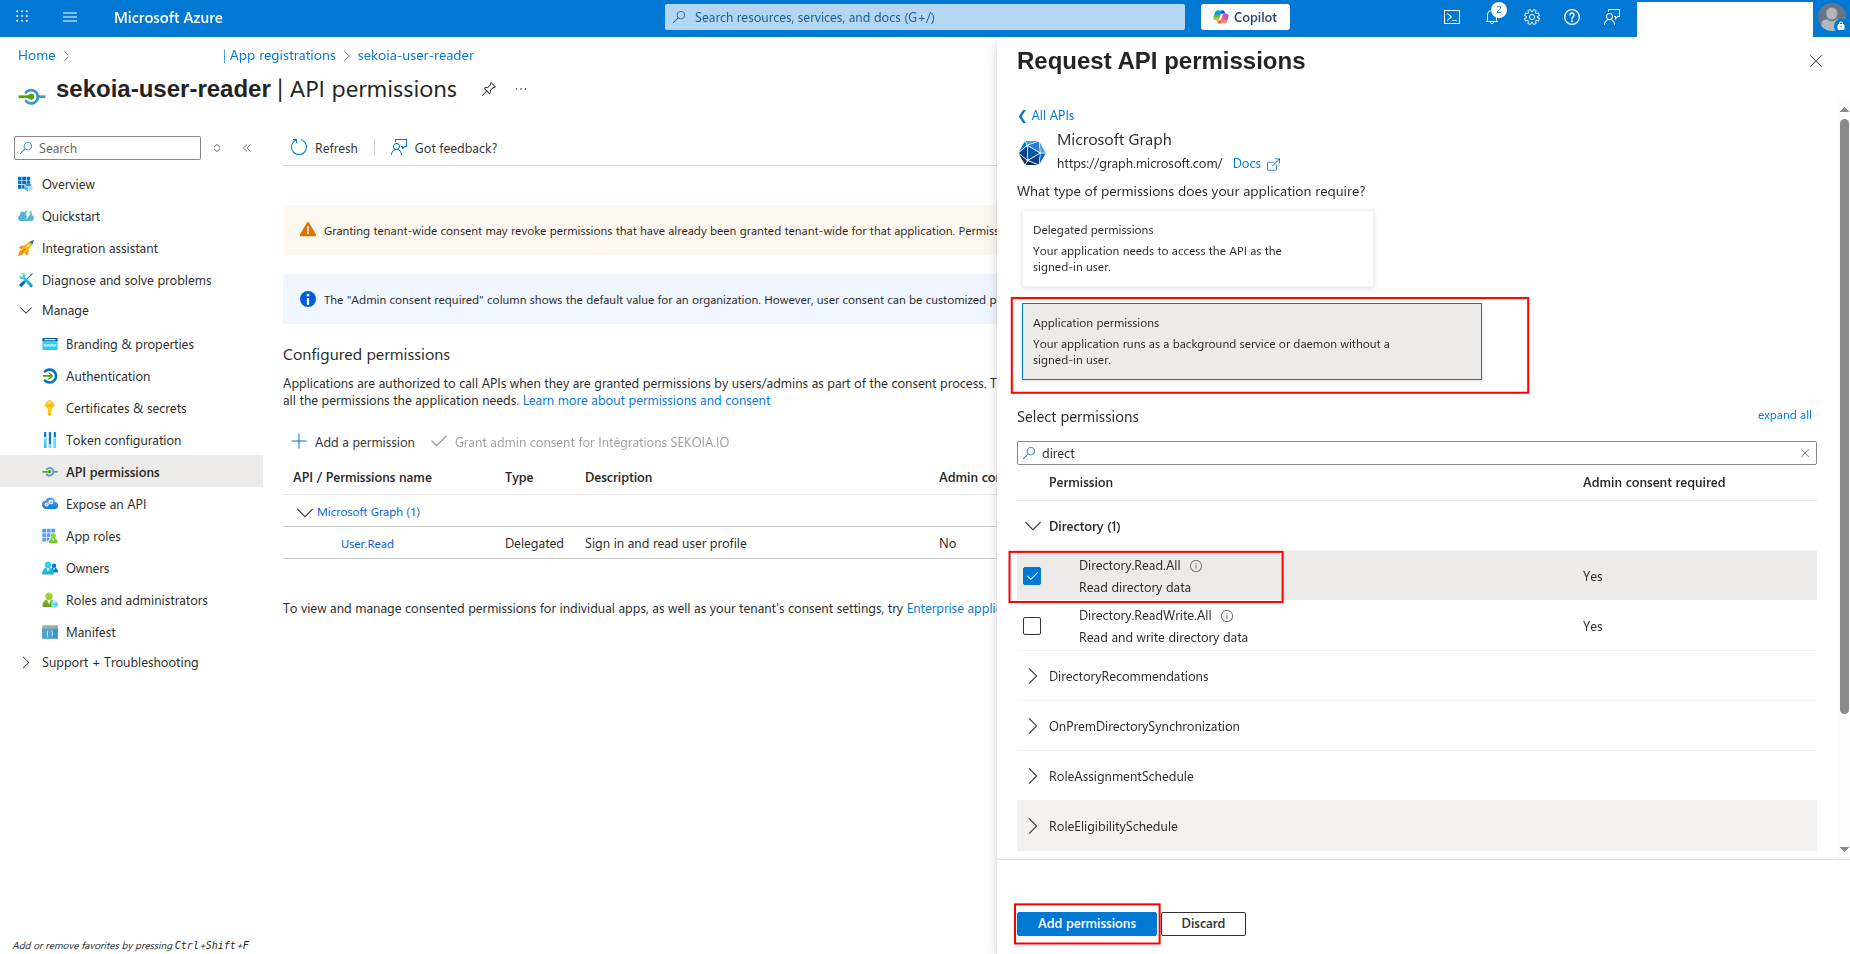 Microsoft Azure
Search resources, services, and docs (G+/)
Copilot
2
Home
| App registrations
sekoia-user-reader
sekoia-user-reader | API permissions
Search
Overview
Quickstart
Integration assistant
Diagnose and solve problems
Manage
Branding & properties
Authentication
Certificates & secrets
Token configuration
API permissions
Expose an API
App roles
Owners
Roles and administrators
Manifest
Support + Troubleshooting
Add or remove favorites by pressing Ctrl+Shift+F
Refresh
Got feedback?
Granting tenant-wide consent may revoke permissions that have already been granted tenant-wide for that application. Permiss
The "Admin consent required" column shows the default value for an organization. However, user consent can be customized p
Configured permissions
Applications are authorized to call APIs when they are granted permissions by users/admins as part of the consent process. T
all the permissions the application needs. Learn more about permissions and consent
Add a permission
Grant admin consent for Intégrations SEKOIA.IO
API / Permissions name Type Description Admin co
Microsoft Graph (1)
User.Read Delegated Sign in and read user profile No
To view and manage consented permissions for individual apps, as well as your tenant's consent settings, try Enterprise appli
Request API permissions
All APIs
Microsoft Graph
https://graph.microsoft.com/ Docs
What type of permissions does your application require?
Delegated permissions
Your application needs to access the API as the
signed-in user.
Application permissions
Your application runs as a background service or daemon without a
signed-in user.
Select permissions
expand all
direct
Permission Admin consent required
Directory (1)
Directory.Read.All
Read directory data
Yes
Directory.ReadWrite.All
Read and write directory data
Yes
DirectoryRecommendations
OnPremDirectorySynchronization
RoleAssignmentSchedule
RoleEligibilitySchedule
Add permissions
Discard